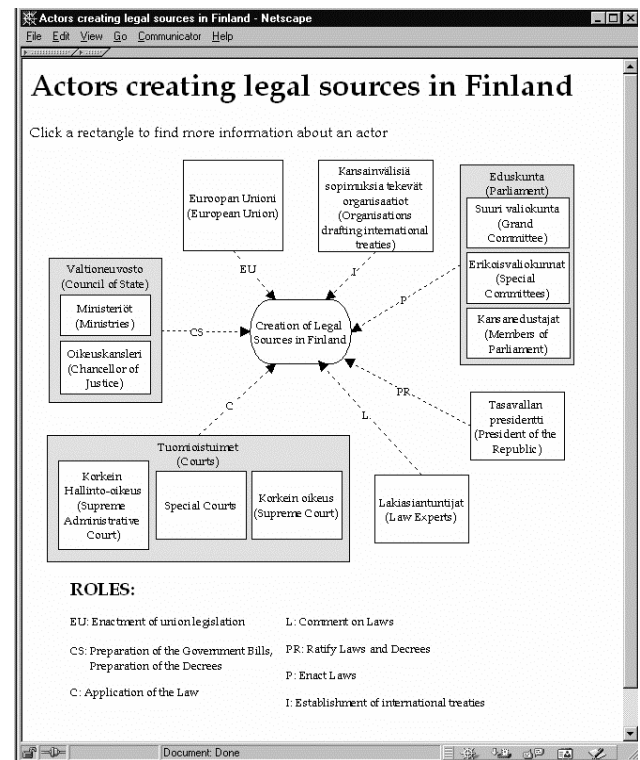 Actors creating legal sources in Finland - Netscape
File Edit View Go Communicator Help
Actors creating legal sources in Finland
Click a rectangle to find more information about an actor
Euroopan Unioni
(European Union)
Kansainvälisiä
sopimuksia tekevät
organisaatiot
(Organisations
drafting international
treaties)
Eduskunta
(Parliament)
Suuri valiokunta
(Grand
Committee)
Erikoisvaliokunnat
(Special
Committees)
Kansanedustajat
(Members of
Parliament)
Valtioneuvosto
(Council of State)
Ministeriöt
(Ministries)
Oikeuskansleri
(Chancellor of
Justice)
EU
I
P
CS
Creation of Legal
Sources in Finland
C
L
PR
Tasavallan
presidentti
(President of the
Republic)
Tuomioistuimet
(Courts)
Korkein
Hallinto-oikeus
(Supreme
Administrative
Court)
Special Courts
Korkein oikeus
(Supreme Court)
Lakiasiantuntijat
(Law Experts)
ROLES:
EU: Enactment of union legislation
CS: Preparation of the Government Bills,
Preparation of the Decrees
C: Application of the Law
L: Comment on Laws
PR: Ratify Laws and Decrees
P: Enact Laws
I: Establishment of international treaties
Document: Done